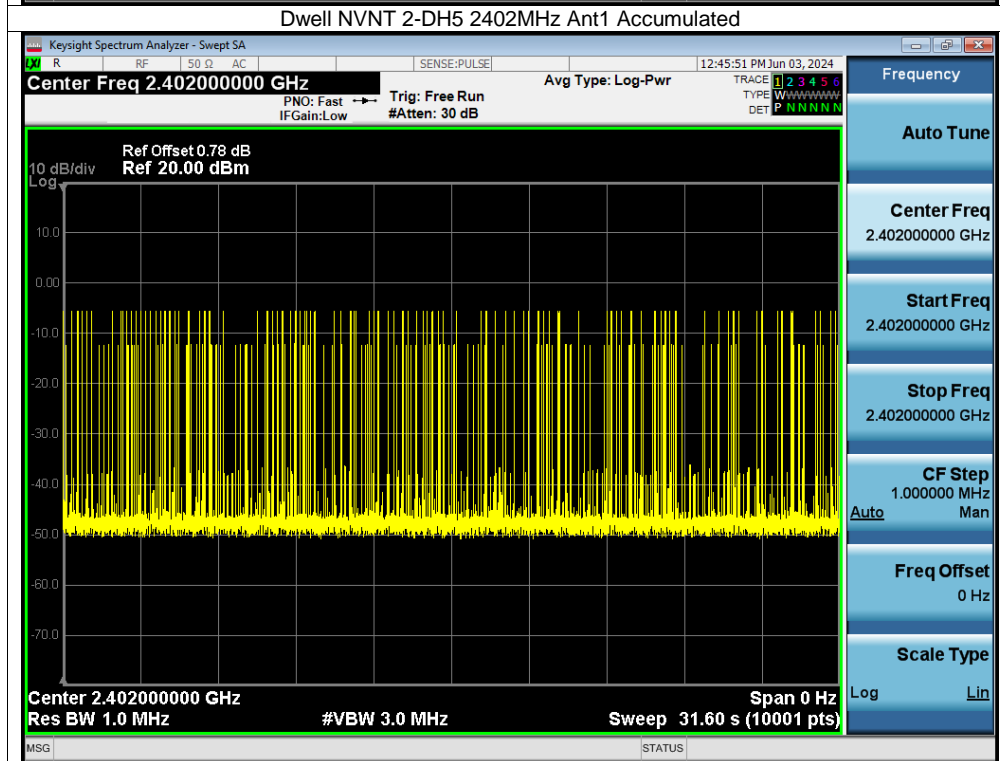 Dwell NVNT 2-DH5 2402MHz Ant1 Accumulated
Keysight Spectrum Analyzer - Swept SA
LXI R RF 50 Ω AC SENSE:PULSE 12:45:51 PM Jun 03, 2024
Center Freq 2.402000000 GHz Avg Type: Log-Pwr TRACE 1 2 3 4 5 6
PNO: Fast Trig: Free Run TYPE WWWWWW
IFGain:Low #Atten: 30 dB DET P N N N N N
Ref Offset 0.78 dB
10 dB/div Ref 20.00 dBm
Log
10.0
0.00
-10.0
-20.0
-30.0
-40.0
-50.0
-60.0
-70.0
Center 2.402000000 GHz Span 0 Hz
Res BW 1.0 MHz #VBW 3.0 MHz Sweep 31.60 s (10001 pts)
MSG STATUS
Frequency
Auto Tune
Center Freq
2.402000000 GHz
Start Freq
2.402000000 GHz
Stop Freq
2.402000000 GHz
CF Step
1.000000 MHz
Auto Man
Freq Offset
0 Hz
Scale Type
Log Lin